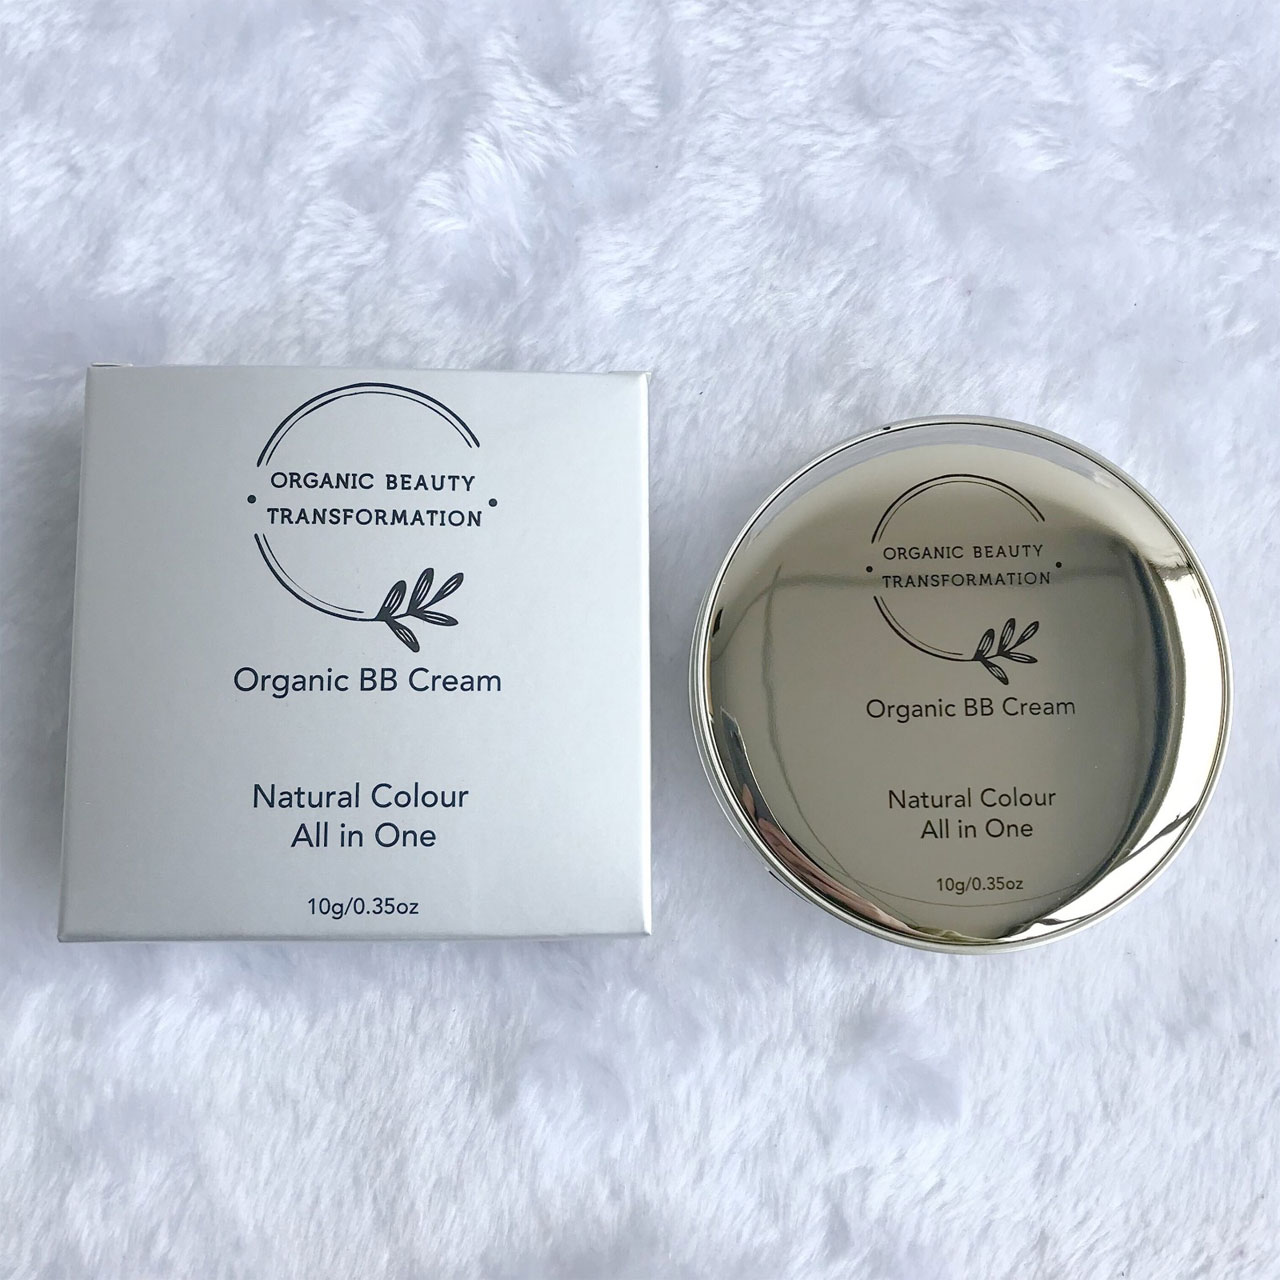 ORGANIC BEAUTY
TRANSFORMATION
Organic BB Cream
Natural Colour
All in One
10g/0.35oz
ORGANIC BEAUTY
TRANSFORMATION
Organic BB Cream
Natural Colour
All in One
10g/0.35oz